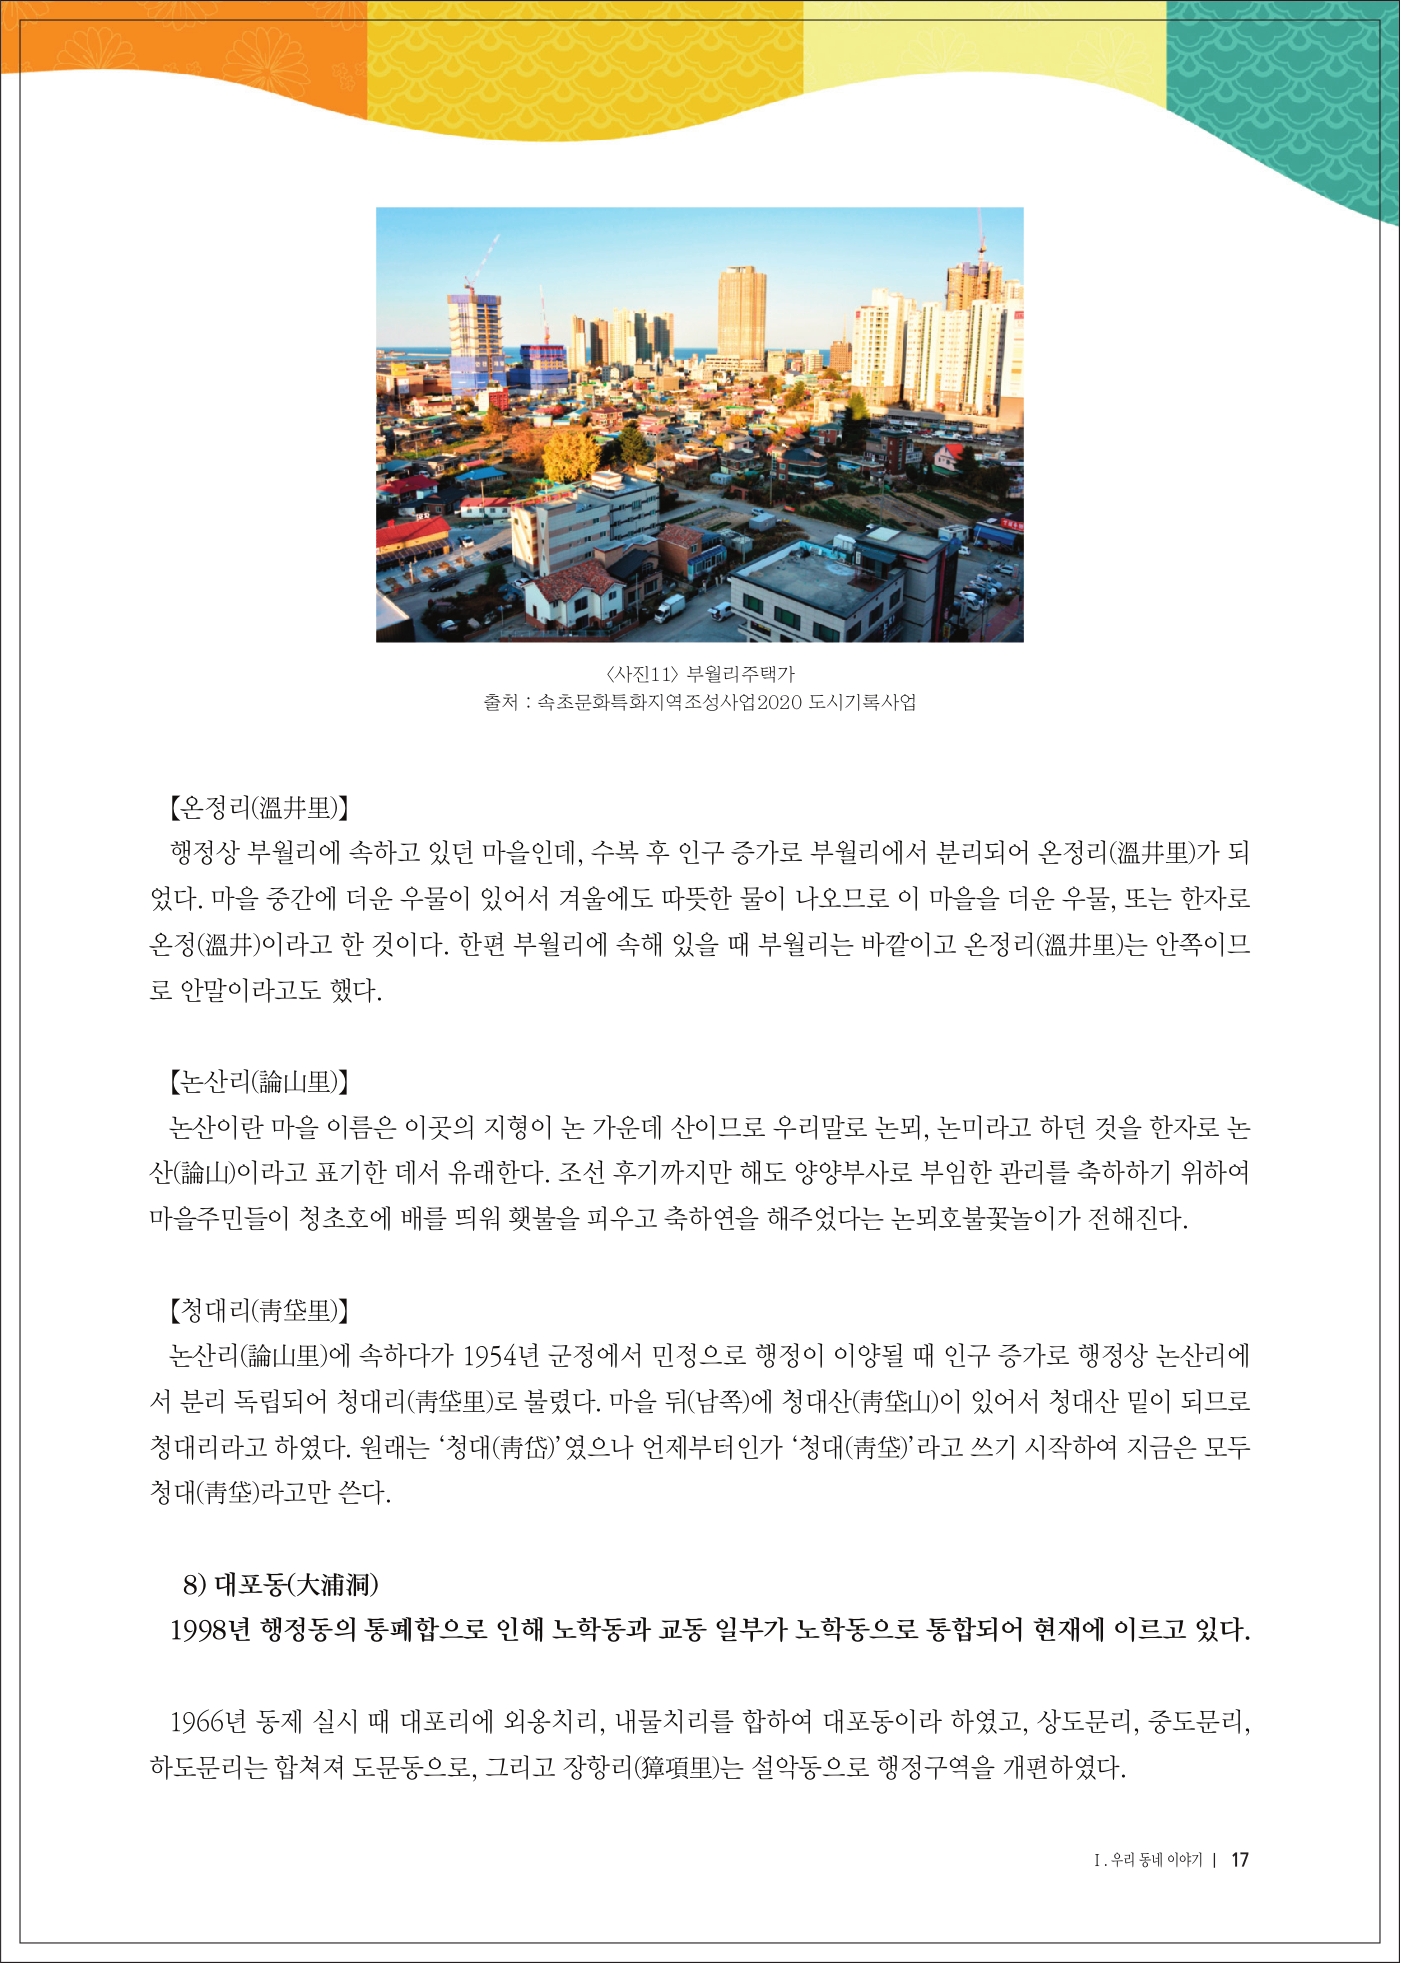 〈사진11〉 부월리주택가
출처 : 속초문화특화지역조성사업2020 도시기록사업
【온정리(溫井里)】
행정상 부월리에 속하고 있던 마을인데, 수복 후 인구 증가로 부월리에서 분리되어 온정리(溫井里)가 되
었다. 마을 중간에 더운 우물이 있어서 겨울에도 따뜻한 물이 나오므로 이 마을을 더운 우물, 또는 한자로
온정(溫井)이라고 한 것이다. 한편 부월리에 속해 있을 때 부월리는 바깥이고 온정리(溫井里)는 안쪽이므
로 안말이라고도 했다.
【논산리(論山里)】
논산이란 마을 이름은 이곳의 지형이 논 가운데 산이므로 우리말로 논뫼, 논미라고 하던 것을 한자로 논
산(論山)이라고 표기한 데서 유래한다. 조선 후기까지만 해도 양양부사로 부임한 관리를 축하하기 위하여
마을주민들이 청초호에 배를 띄워 횃불을 피우고 축하연을 해주었다는 논뫼호불꽃놀이가 전해진다.
【청대리(靑垈里)】
논산리(論山里)에 속하다가 1954년 군정에서 민정으로 행정이 이양될 때 인구 증가로 행정상 논산리에
서 분리 독립되어 청대리(靑垈里)로 불렸다. 마을 뒤(남쪽)에 청대산(靑垈山)이 있어서 청대산 밑이 되므로
청대리라고 하였다. 원래는 ‘청대(靑岱)’였으나 언제부터인가 ‘청대(靑垈)’라고 쓰기 시작하여 지금은 모두
청대(靑垈)라고만 쓴다.
8) 대포동(大浦洞)
1998년 행정동의 통폐합으로 인해 노학동과 교동 일부가 노학동으로 통합되어 현재에 이르고 있다.
1966년 동제 실시 때 대포리에 외옹치리, 내물치리를 합하여 대포동이라 하였고, 상도문리, 중도문리,
하도문리는 합쳐져 도문동으로, 그리고 장항리(獐項里)는 설악동으로 행정구역을 개편하였다.
Ⅰ. 우리 동네 이야기 | 17